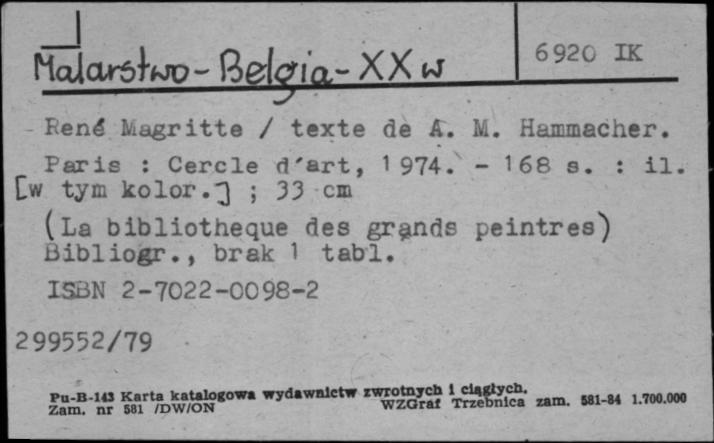 Malarstwo-Belgia-XX w
6920 IK
René Magritte / texte de A. M. Hammacher.
Paris : Cercle d'art, 1974. - 168 s. : il.
[w tym kolor.] ; 33 cm
(La bibliotheque des grands peintres)
Bibliogr., brak 1 tabl.
ISBN 2-7022-0098-2
299552/79
Pu-B-143 Karta katalogowa wydawnictw zwrotnych i ciągłych.
Zam. nr 581 /DW/ON WZGraf Trzebnica zam. 581-84 1.700.000